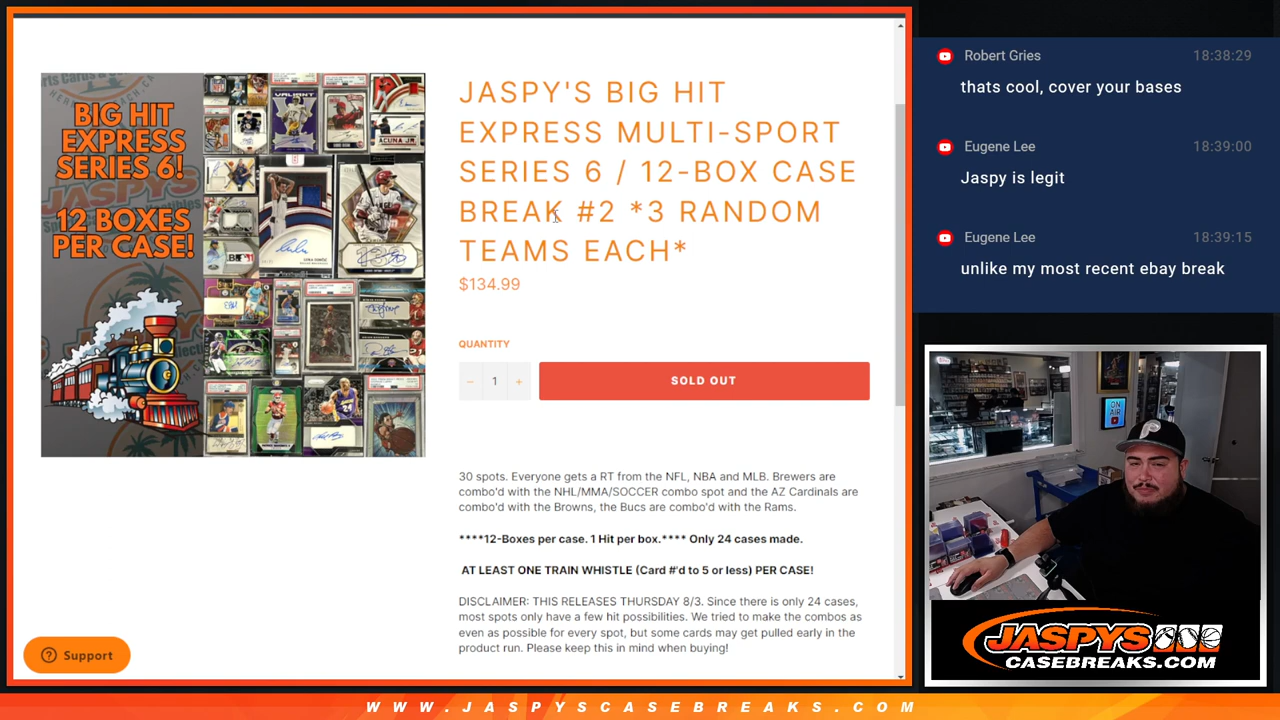 BIG HIT
EXPRESS
SERIES 6!
12 BOXES
PER CASE!
JASPY'S BIG HIT
EXPRESS MULTI-SPORT
SERIES 6 / 12-BOX CASE
BREAK #2 *3 RANDOM
TEAMS EACH*
$134.99
QUANTITY
− 1 +
SOLD OUT
30 spots. Everyone gets a RT from the NFL, NBA and MLB. Brewers are
combo'd with the NHL/MMA/SOCCER combo spot and the AZ Cardinals are
combo'd with the Browns, the Bucs are combo'd with the Rams.
****12-Boxes per case. 1 Hit per box.**** Only 24 cases made.
AT LEAST ONE TRAIN WHISTLE (Card #'d to 5 or less) PER CASE!
DISCLAIMER: THIS RELEASES THURSDAY 8/3. Since there is only 24 cases,
most spots only have a few hit possibilities. We tried to make the combos as
even as possible for every spot, but some cards may get pulled early in the
product run. Please keep this in mind when buying!
Support
Robert Gries 18:38:29
thats cool, cover your bases
Eugene Lee 18:39:00
Jaspy is legit
Eugene Lee 18:39:15
unlike my most recent ebay break
ON
AIR
JASPYS
CASEBREAKS.COM
WWW.JASPYSCASEBREAKS.COM